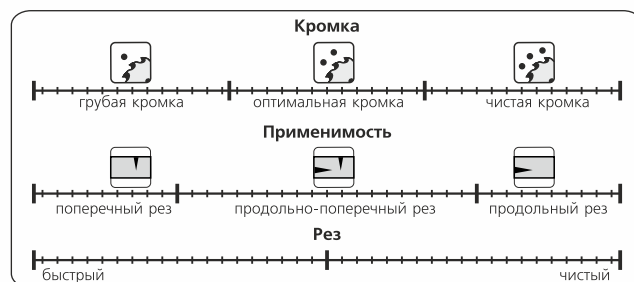 Кромка
грубая кромка оптимальная кромка чистая кромка
Применимость
поперечный рез продольно-поперечный рез продольный рез
Рез
быстрый чистый